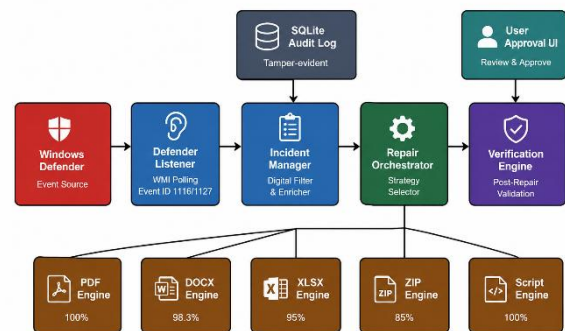 SQLite
Audit Log
Tamper-evident
User
Approval UI
Review & Approve
Windows
Defender
Event Source
Defender
Listener
WMI Polling
Event ID 1116/1127
Incident
Manager
Digital Filter
& Enricher
Repair
Orchestrator
Strategy
Selector
Verification
Engine
Post-Repair
Validation
PDF
Engine
100%
W
DOCX
Engine
98.3%
X
XLSX
Engine
95%
ZIP
ZIP
Engine
85%
</>
Script
Engine
100%